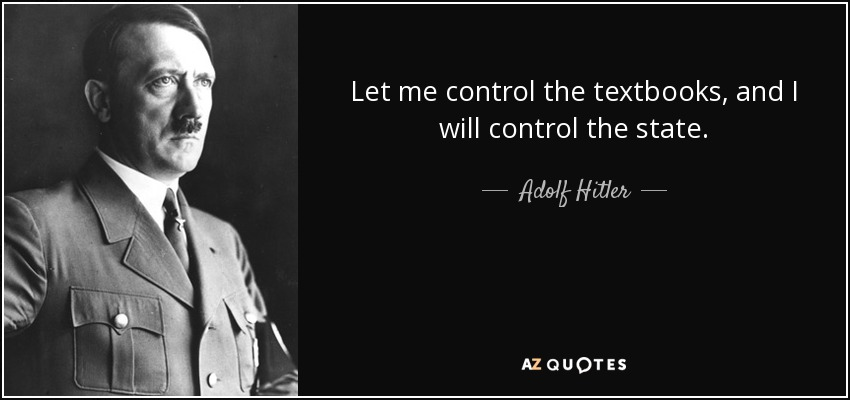 Let me control the textbooks, and I
will control the state.
Adolf Hitler
AZ QUOTES